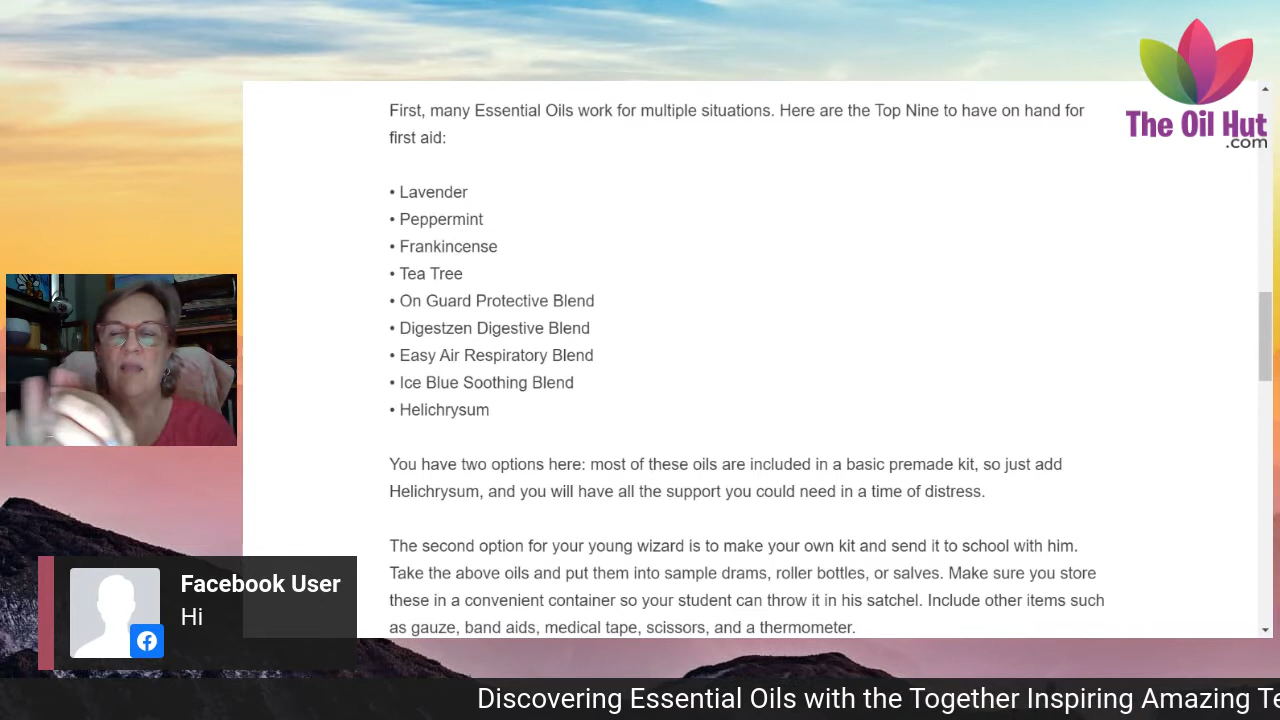 The Oil Hut
.com
First, many Essential Oils work for multiple situations. Here are the Top Nine to have on hand for
first aid:
• Lavender
• Peppermint
• Frankincense
• Tea Tree
• On Guard Protective Blend
• Digestzen Digestive Blend
• Easy Air Respiratory Blend
• Ice Blue Soothing Blend
• Helichrysum
You have two options here: most of these oils are included in a basic premade kit, so just add
Helichrysum, and you will have all the support you could need in a time of distress.
The second option for your young wizard is to make your own kit and send it to school with him.
Take the above oils and put them into sample drams, roller bottles, or salves. Make sure you store
these in a convenient container so your student can throw it in his satchel. Include other items such
as gauze, band aids, medical tape, scissors, and a thermometer.
Facebook User
Hi
Discovering Essential Oils with the Together Inspiring Amazing